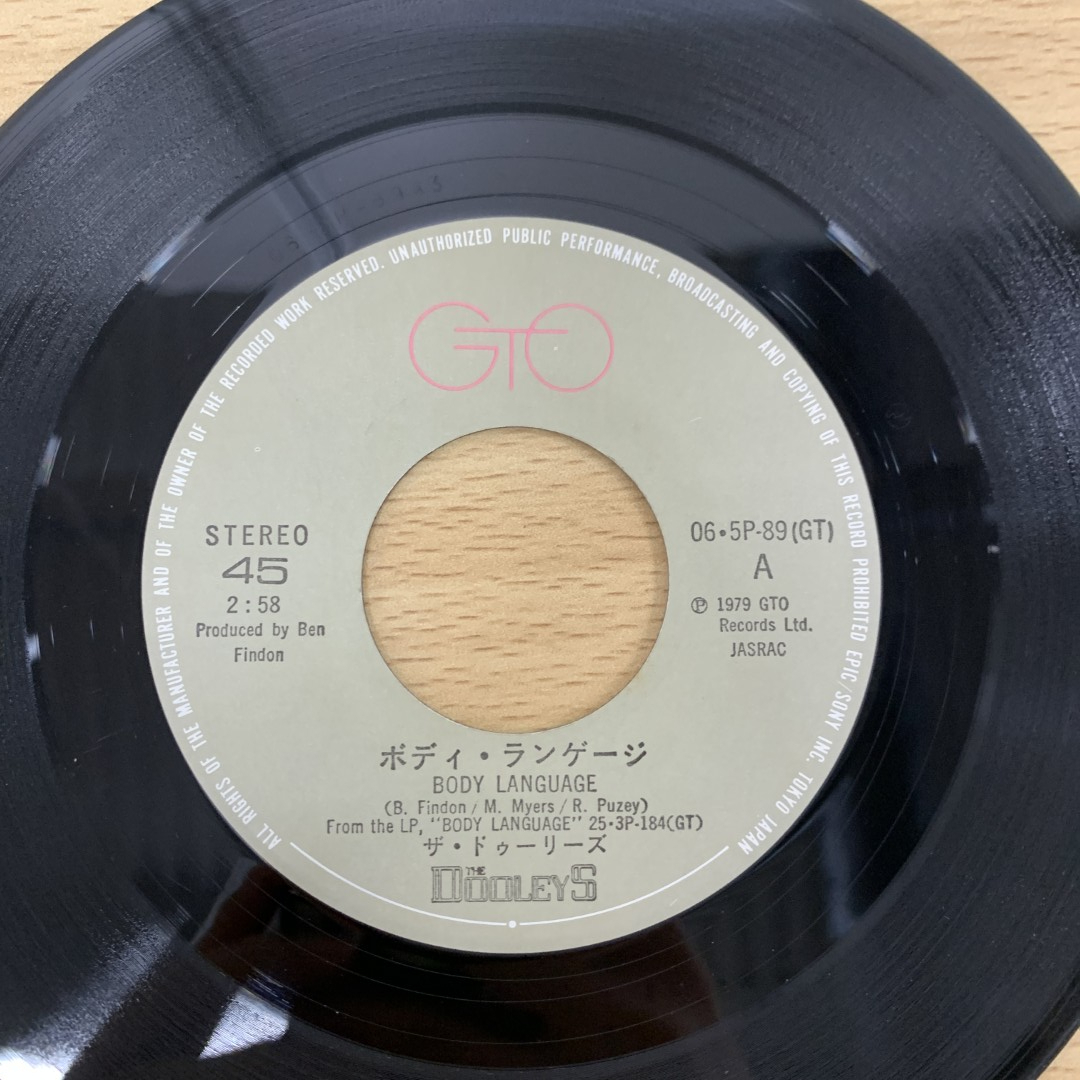 ALL RIGHTS OF THE MANUFACTURER AND OF THE OWNER OF THE RECORDED WORK RESERVED. UNAUTHORIZED PUBLIC PERFORMANCE, BROADCASTING AND COPYING OF THIS RECORD PROHIBITED EPIC/SONY INC. TOKYO JAPAN
GTO
STEREO
45
2:58
Produced by Ben
Findon
06・5P-89(GT)
A
Ⓟ 1979 GTO
Records Ltd.
JASRAC
ボディ・ランゲージ
BODY LANGUAGE
(B. Findon / M. Myers / R. Puzey)
From the LP, "BODY LANGUAGE" 25・3P-184(GT)
ザ・ドゥーリーズ
THE DOOLEYS